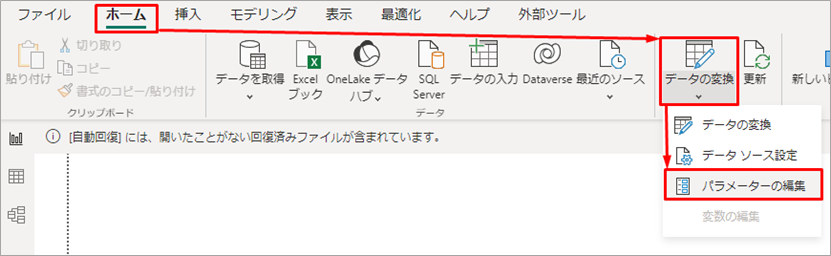 ファイル ホーム 挿入 モデリング 表示 最適化 ヘルプ 外部ツール
貼り付け
切り取り
コピー
書式のコピー/貼り付け
クリップボード
データを取得
Excel
ブック
OneLake データ
ハブ
SQL
Server
データの入力
Dataverse
最近のソース
データ
データの変換
更新
新しいビ
[自動回復] には、開いたことがない回復済みファイルが含まれています。
データの変換
データ ソース設定
パラメーターの編集
変数の編集